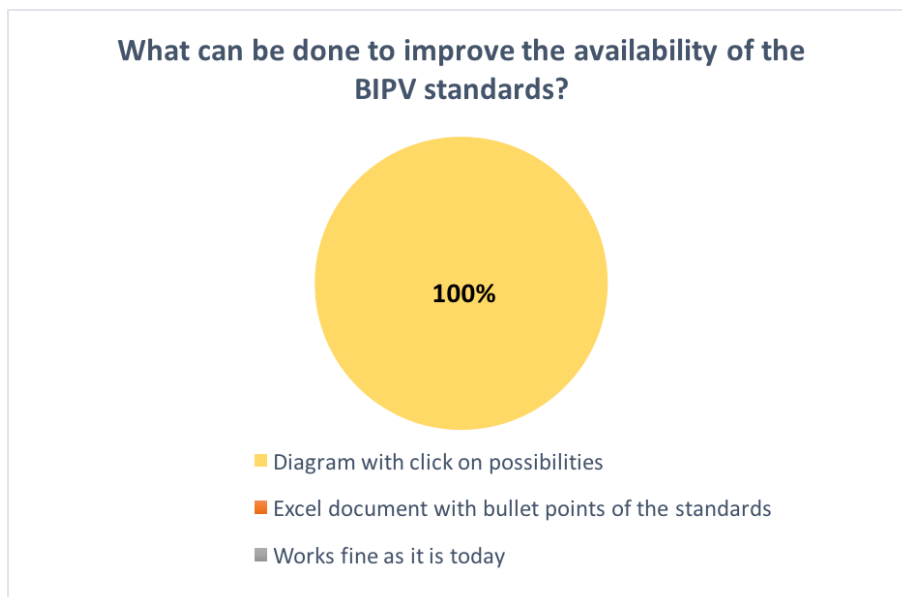 What can be done to improve the availability of the
BIPV standards?
100%
Diagram with click on possibilities
Excel document with bullet points of the standards
Works fine as it is today